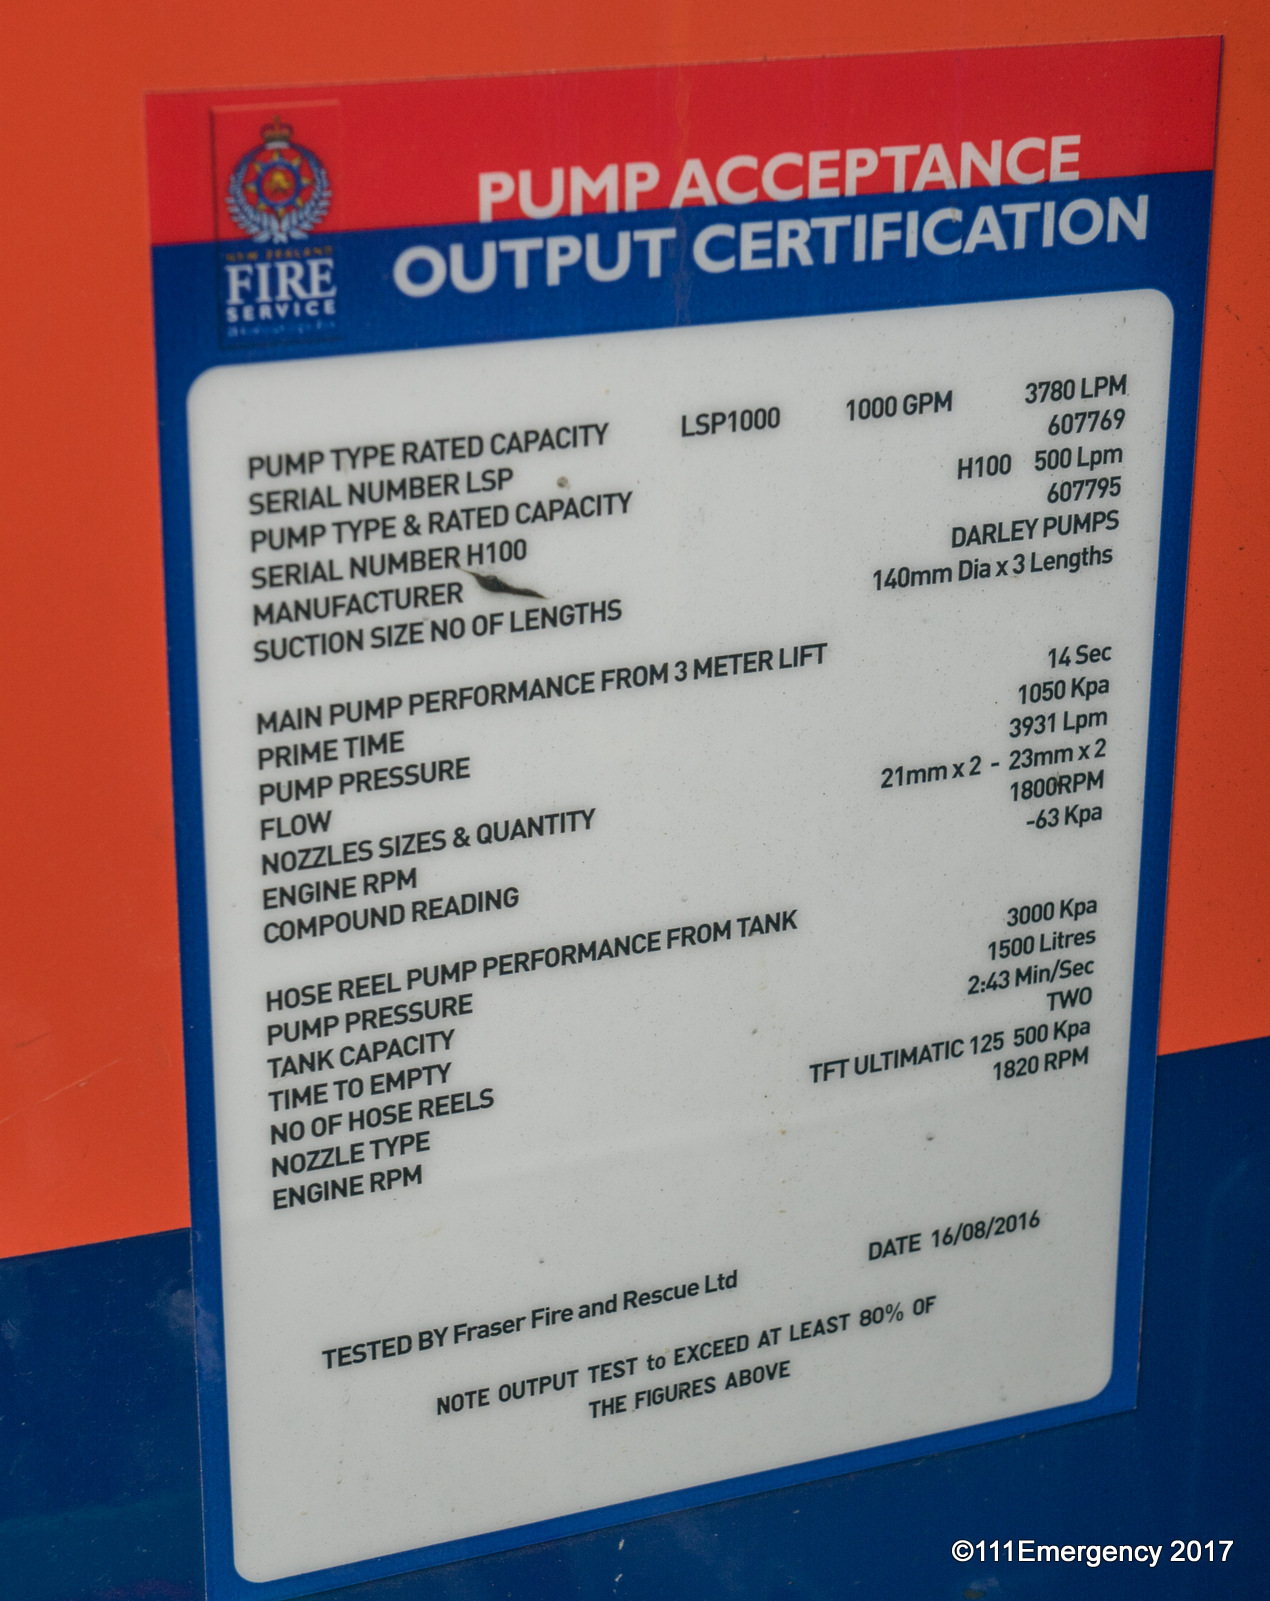 NEW ZEALAND
FIRE
SERVICE
PUMP ACCEPTANCE
OUTPUT CERTIFICATION
PUMP TYPE RATED CAPACITY LSP1000 1000 GPM 3780 LPM
SERIAL NUMBER LSP 607769
PUMP TYPE & RATED CAPACITY H100 500 Lpm
SERIAL NUMBER H100 607795
MANUFACTURER DARLEY PUMPS
SUCTION SIZE NO OF LENGTHS 140mm Dia x 3 Lengths
MAIN PUMP PERFORMANCE FROM 3 METER LIFT
PRIME TIME 14 Sec
PUMP PRESSURE 1050 Kpa
FLOW 3931 Lpm
NOZZLES SIZES & QUANTITY 21mm x 2 - 23mm x 2
ENGINE RPM 1800RPM
COMPOUND READING -63 Kpa
HOSE REEL PUMP PERFORMANCE FROM TANK
PUMP PRESSURE 3000 Kpa
TANK CAPACITY 1500 Litres
TIME TO EMPTY 2:43 Min/Sec
NO OF HOSE REELS TWO
NOZZLE TYPE TFT ULTIMATIC 125 500 Kpa
ENGINE RPM 1820 RPM
DATE 16/08/2016
TESTED BY Fraser Fire and Rescue Ltd
NOTE OUTPUT TEST to EXCEED AT LEAST 80% OF
THE FIGURES ABOVE
©111Emergency 2017